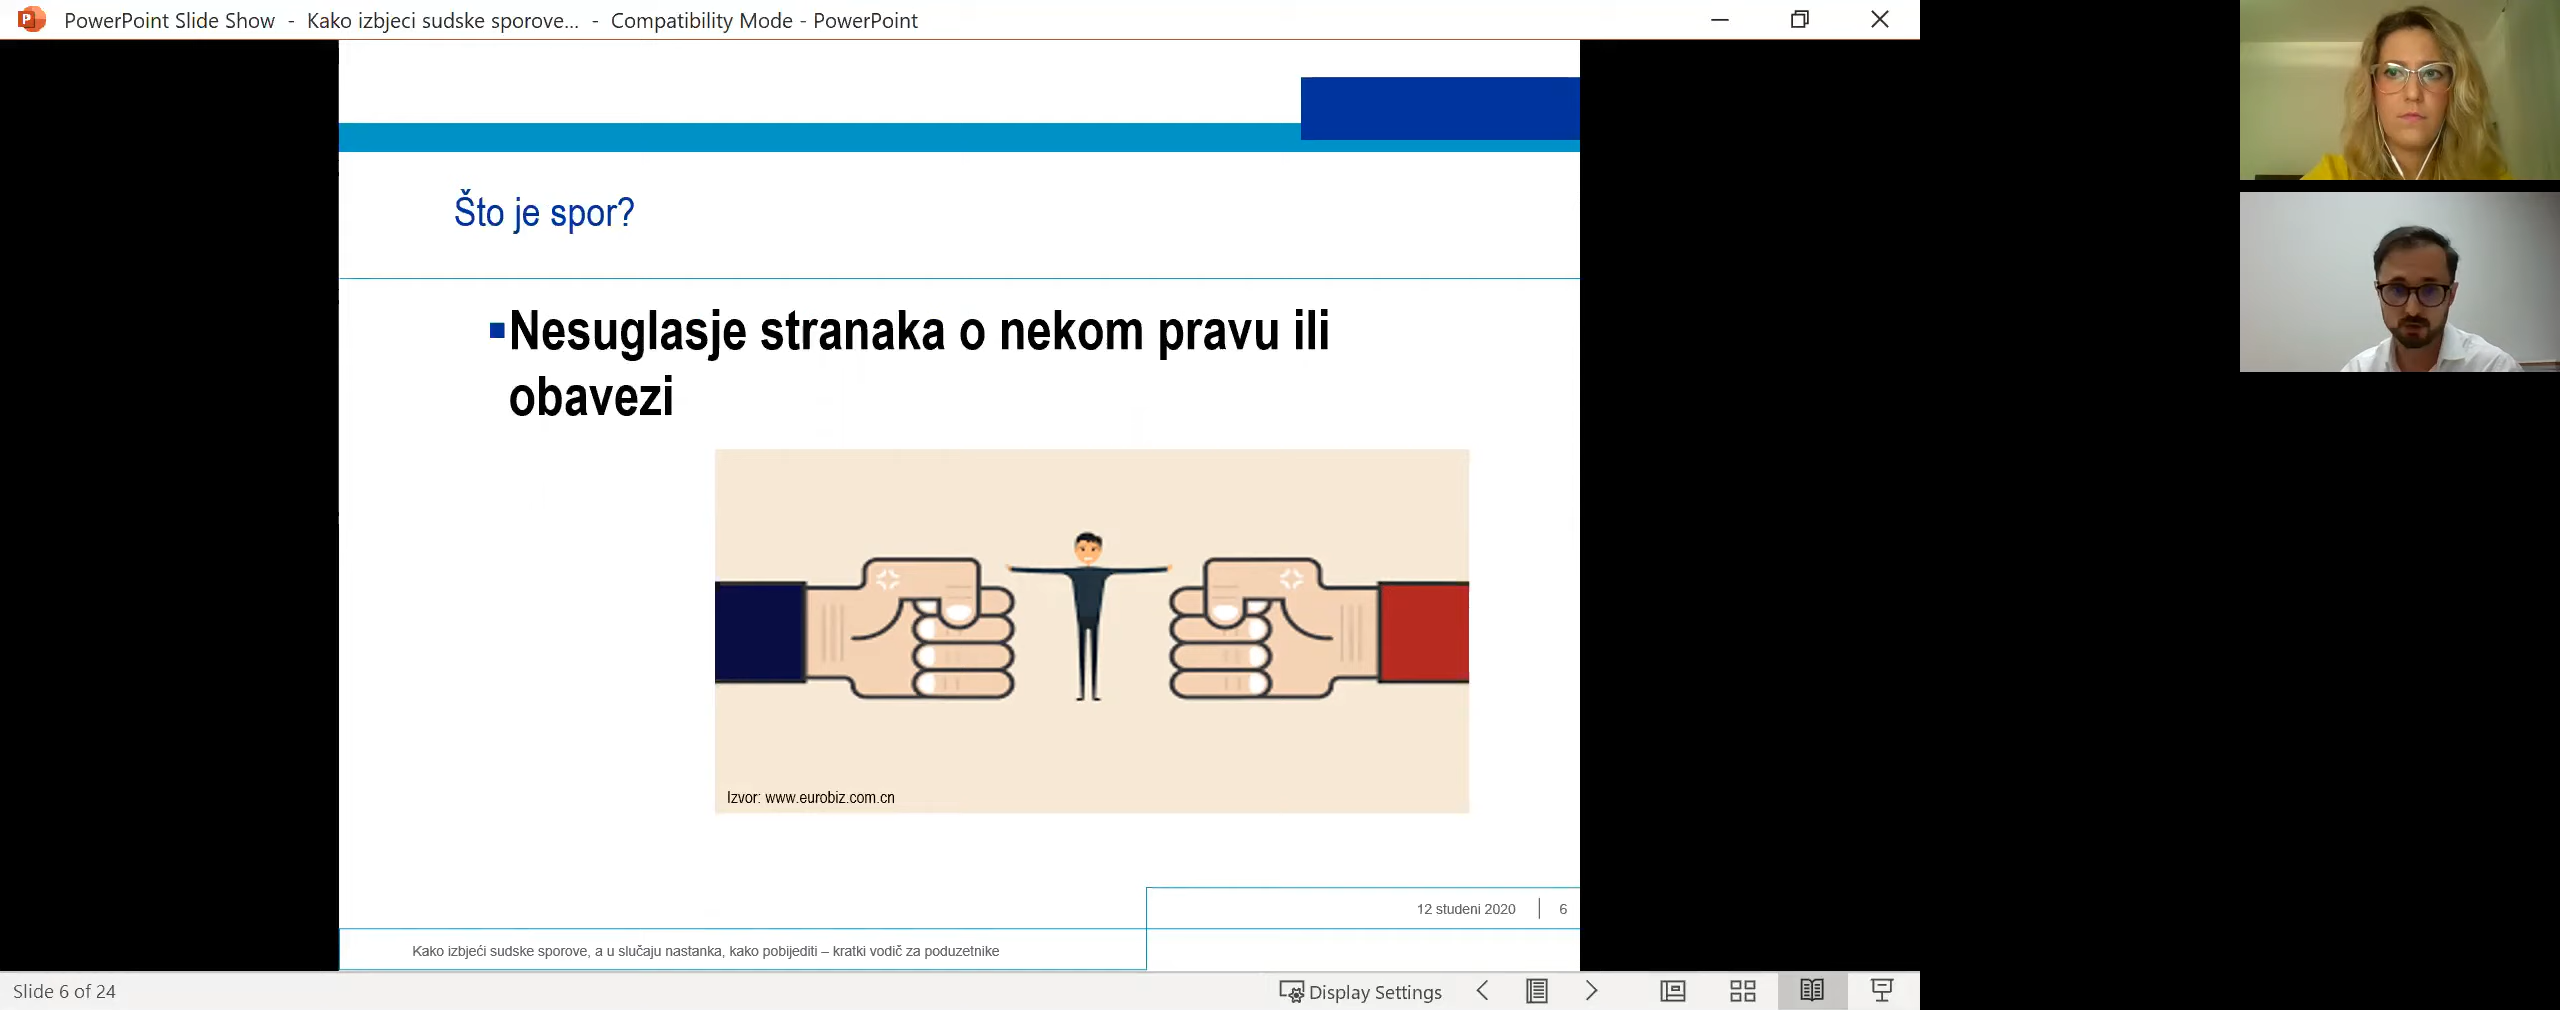 PowerPoint Slide Show - Kako izbjeci sudske sporove... - Compatibility Mode - PowerPoint
Što je spor?
Nesuglasje stranaka o nekom pravu ili
obavezi
Izvor: www.eurobiz.com.cn
12 studeni 2020 | 6
Kako izbjeći sudske sporove, a u slučaju nastanka, kako pobijediti – kratki vodič za poduzetnike
Slide 6 of 24
Display Settings